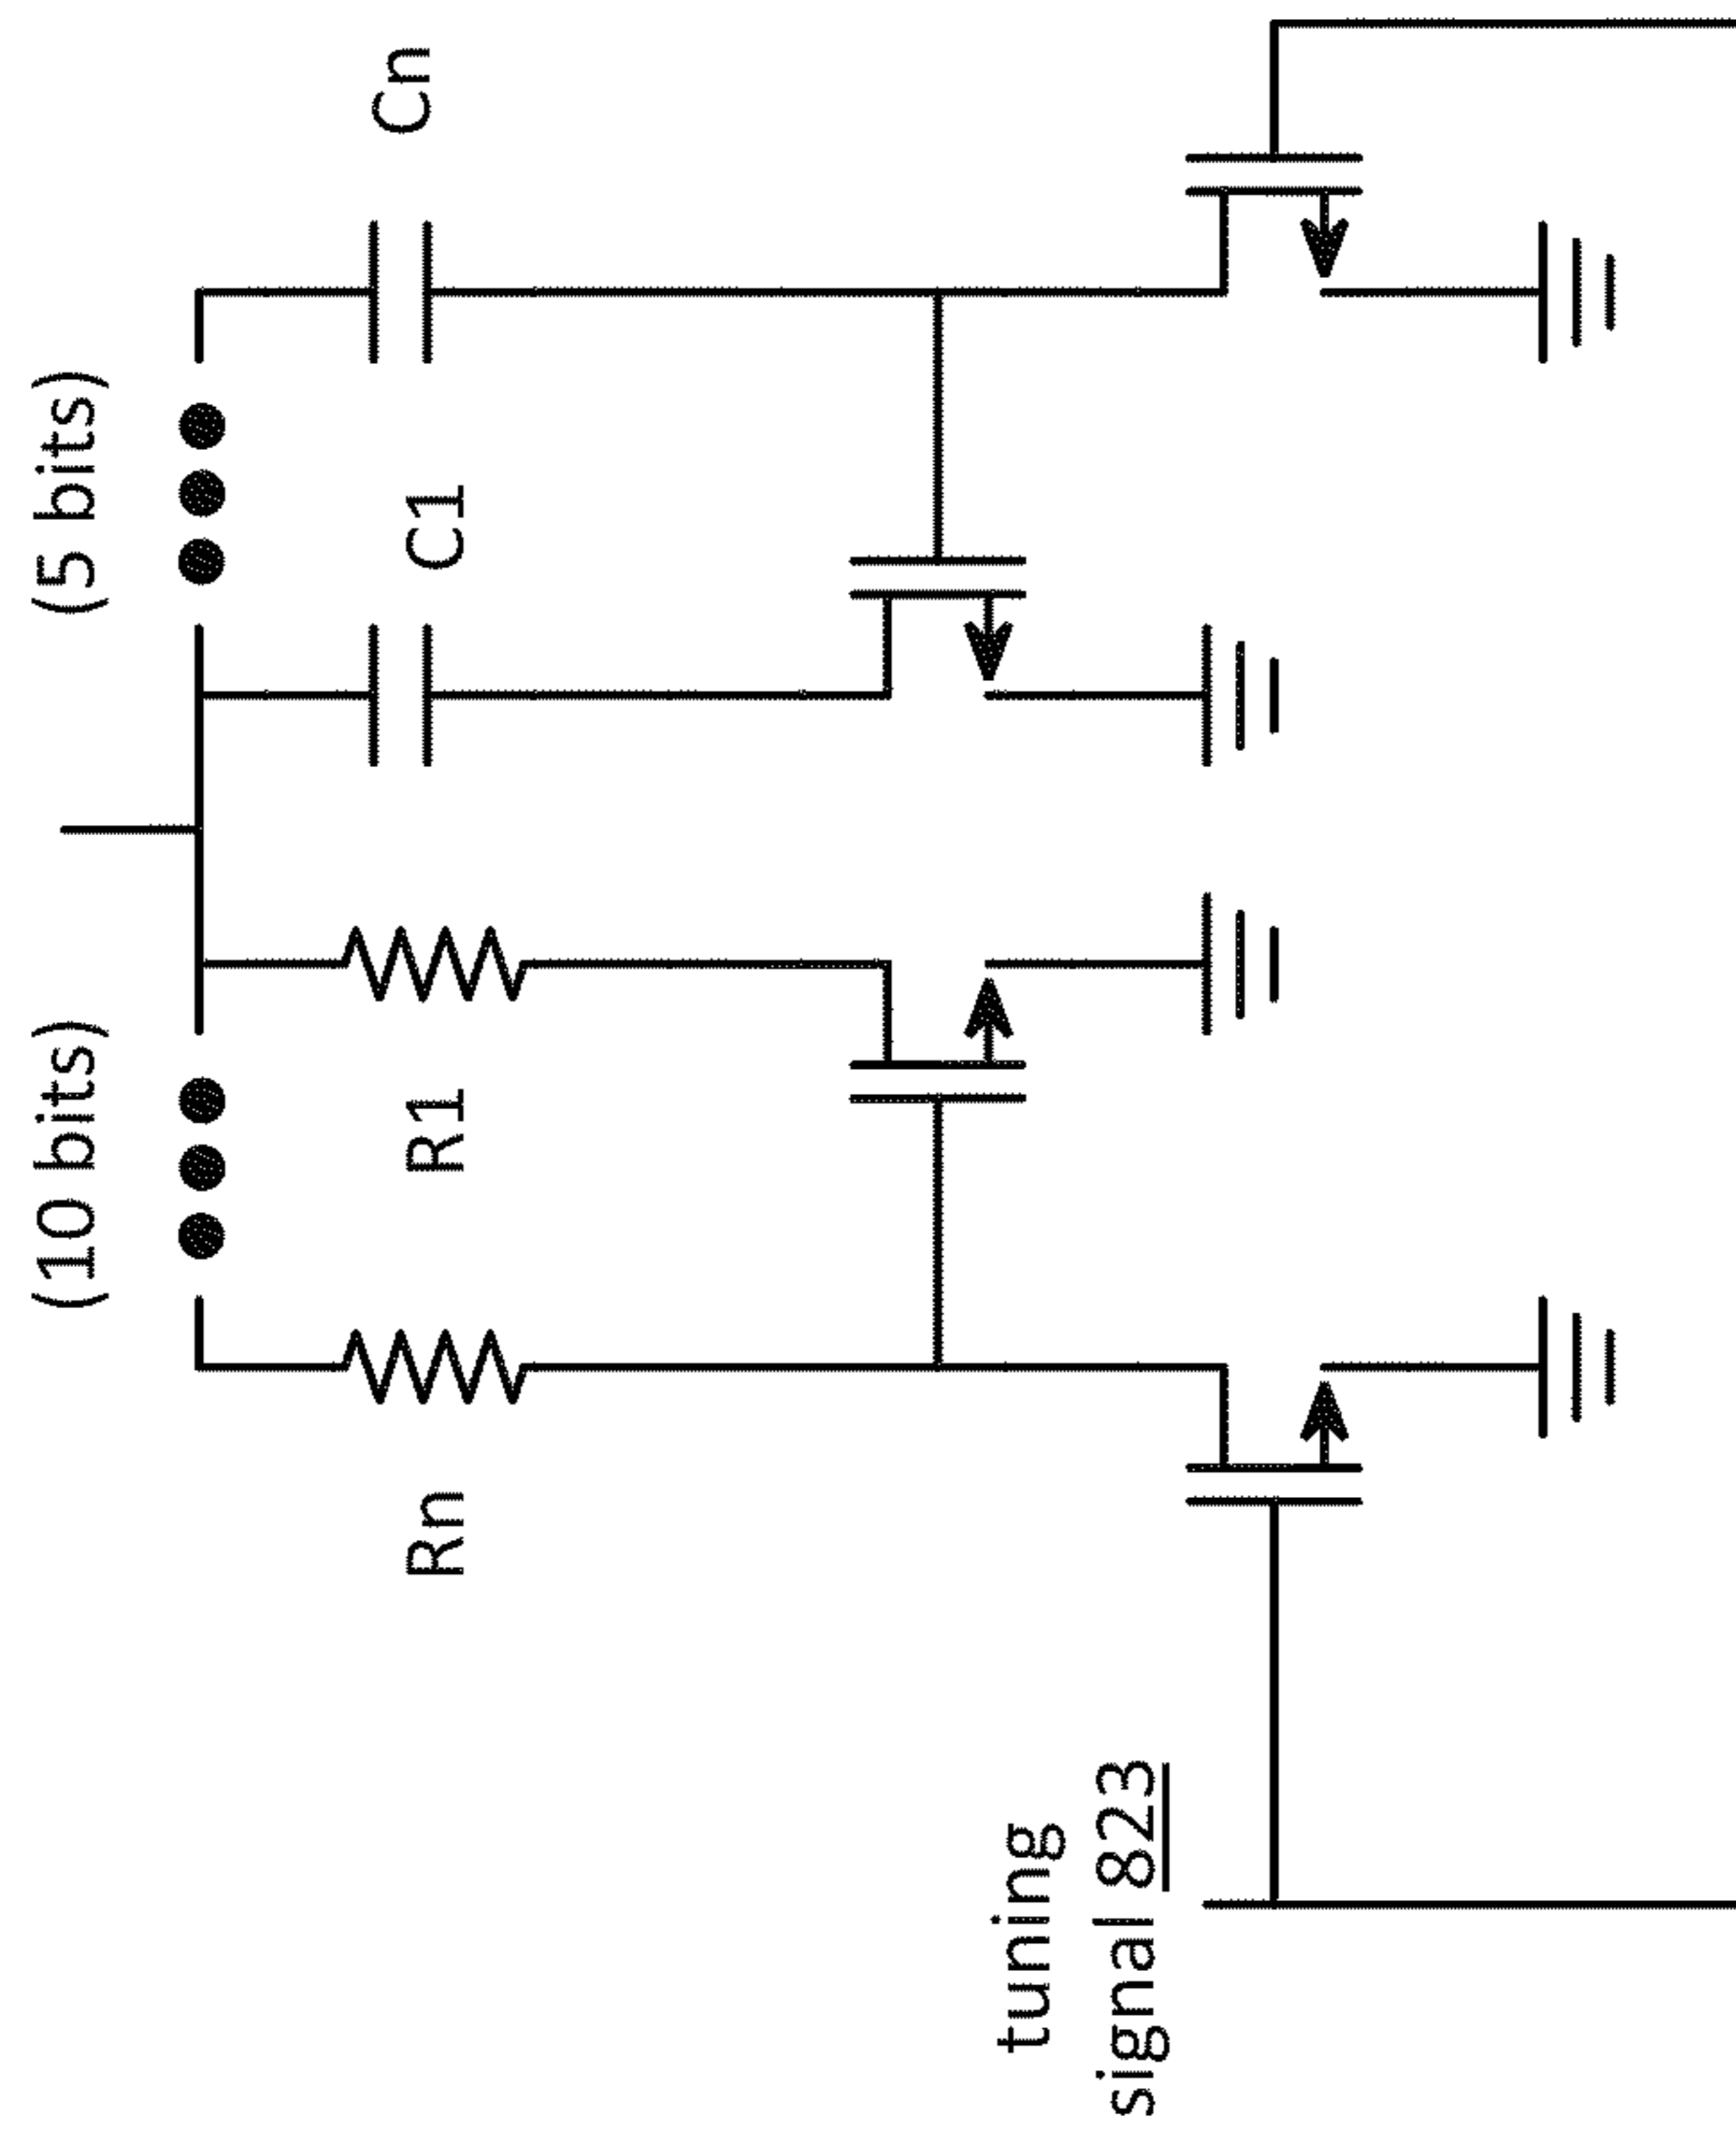 (10 bits)
(5 bits)
Rn
R1
C1
Cn
tuning
signal 823